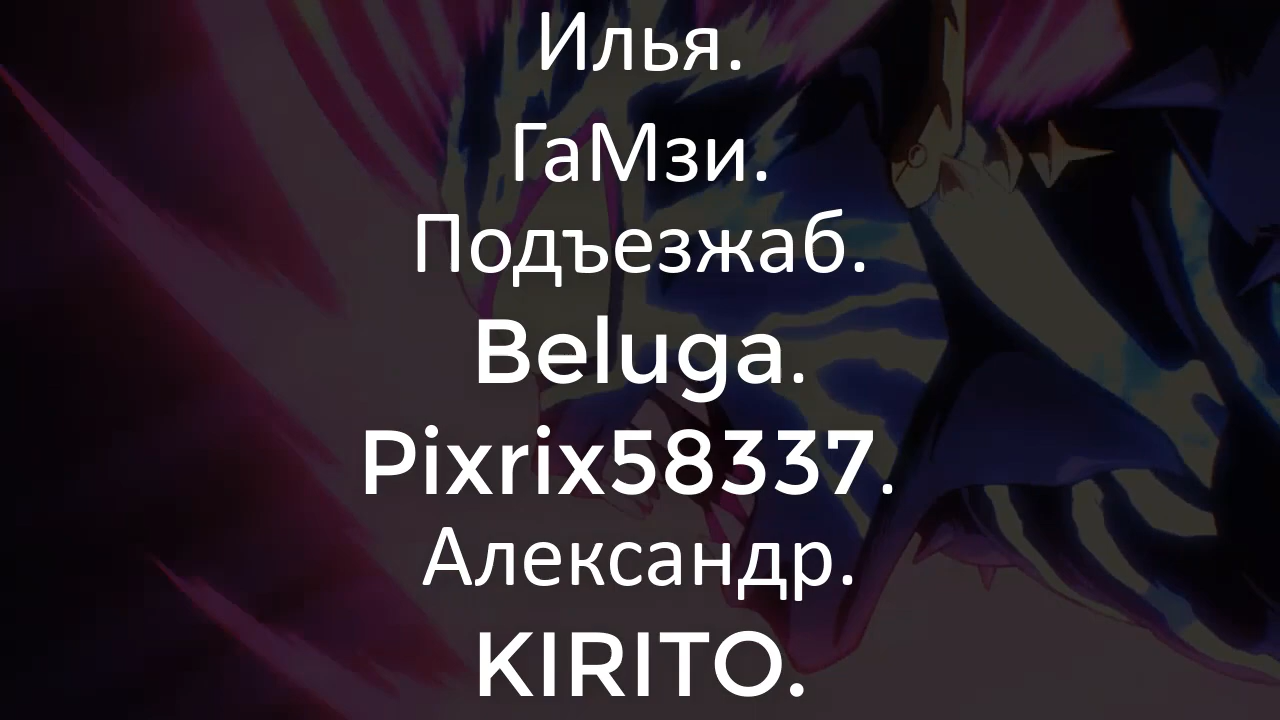 Илья.
ГаМзи.
Подъезжаб.
Beluga.
Pixrix58337.
Александр.
KIRITO.